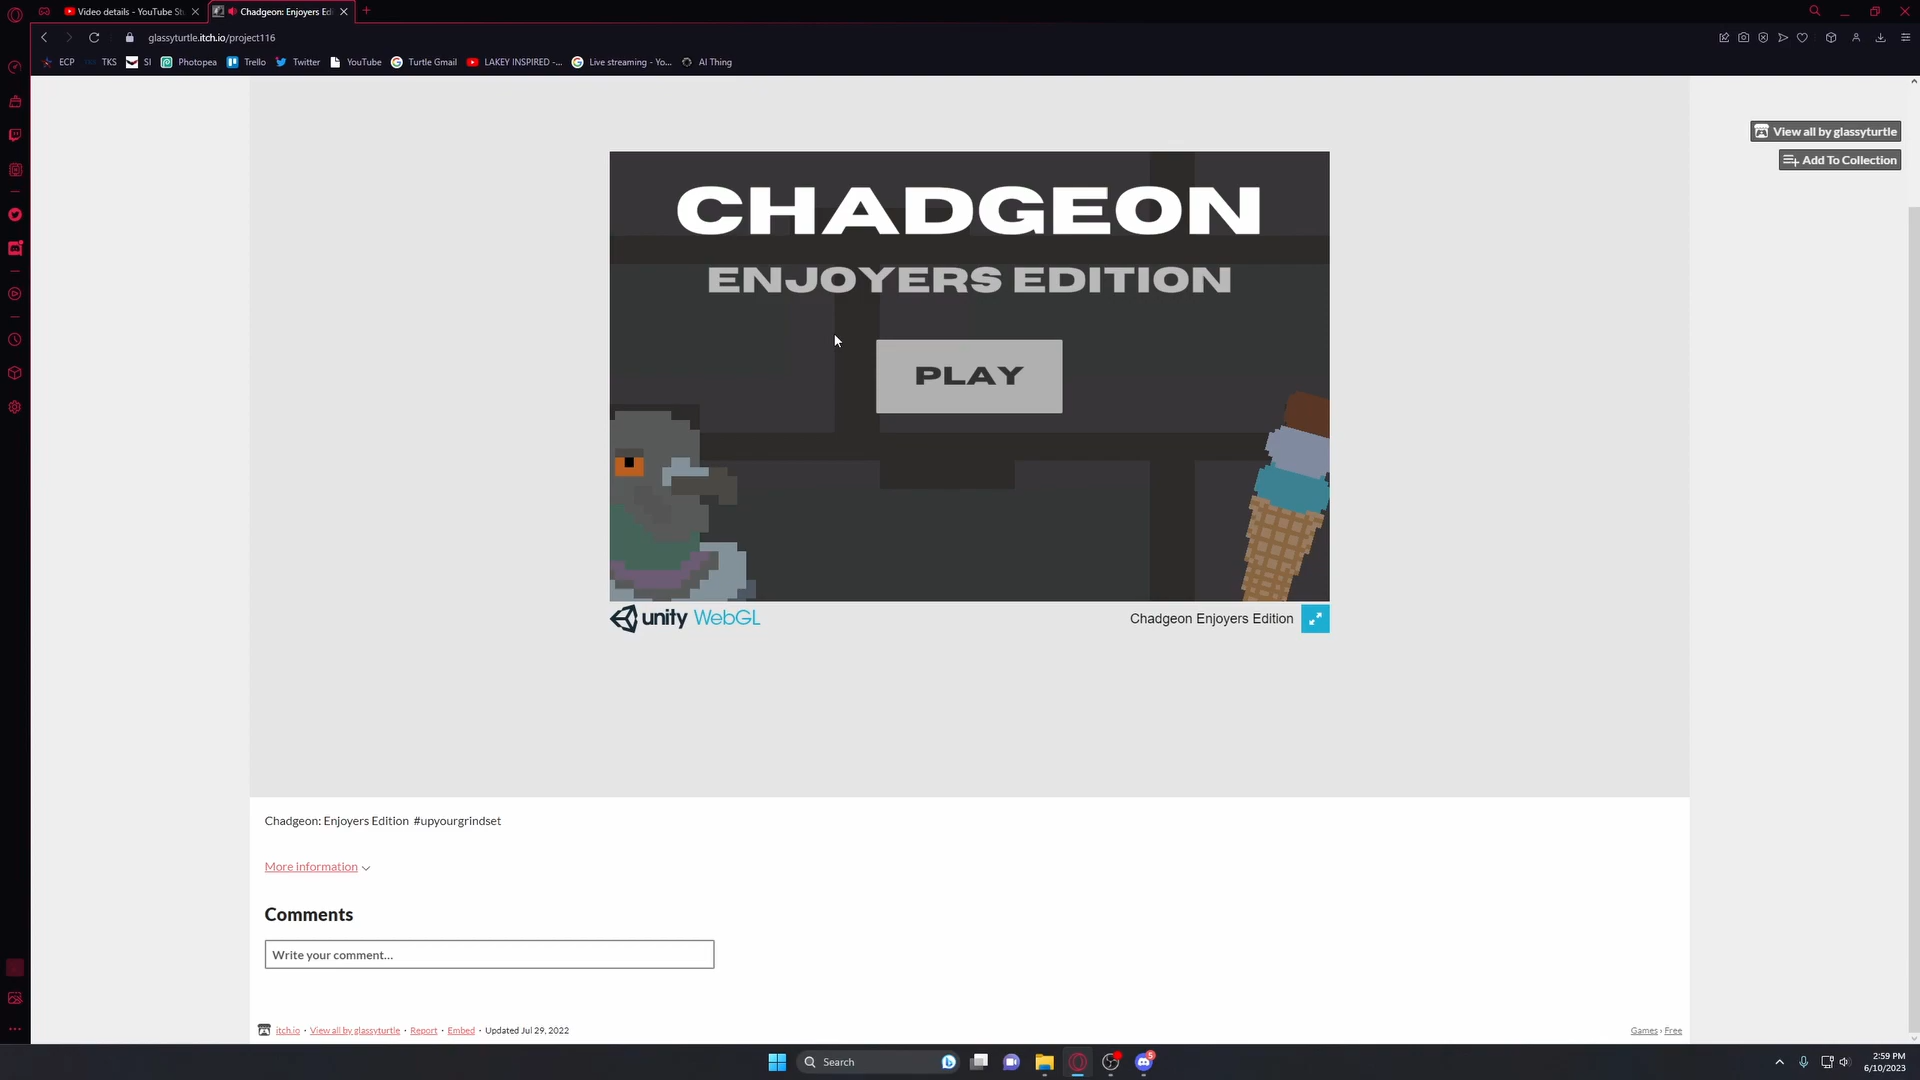 Video details - YouTube St
Chadgeon: Enjoyers Edi
glassyturtle.itch.io/project116
ECP
TKS
SI
Photopea
Trello
Twitter
YouTube
Turtle Gmail
LAKEY INSPIRED -...
Live streaming - Yo...
AI Thing
View all by glassyturtle
Add To Collection
CHADGEON
ENJOYERS EDITION
PLAY
unity WebGL
Chadgeon Enjoyers Edition
Chadgeon: Enjoyers Edition #upyourgrindset
More information
Comments
Write your comment...
itch.io · View all by glassyturtle · Report · Embed · Updated Jul 29, 2022
Games › Free
Search
5
2:59 PM
6/10/2023